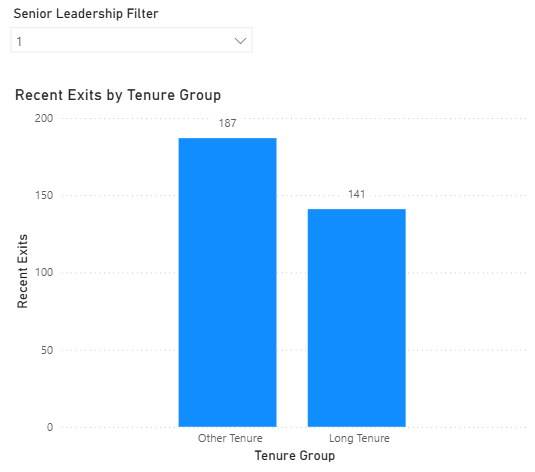 Senior Leadership Filter
1
Recent Exits by Tenure Group
200
150
100
50
0
Recent Exits
187
141
Other Tenure
Long Tenure
Tenure Group